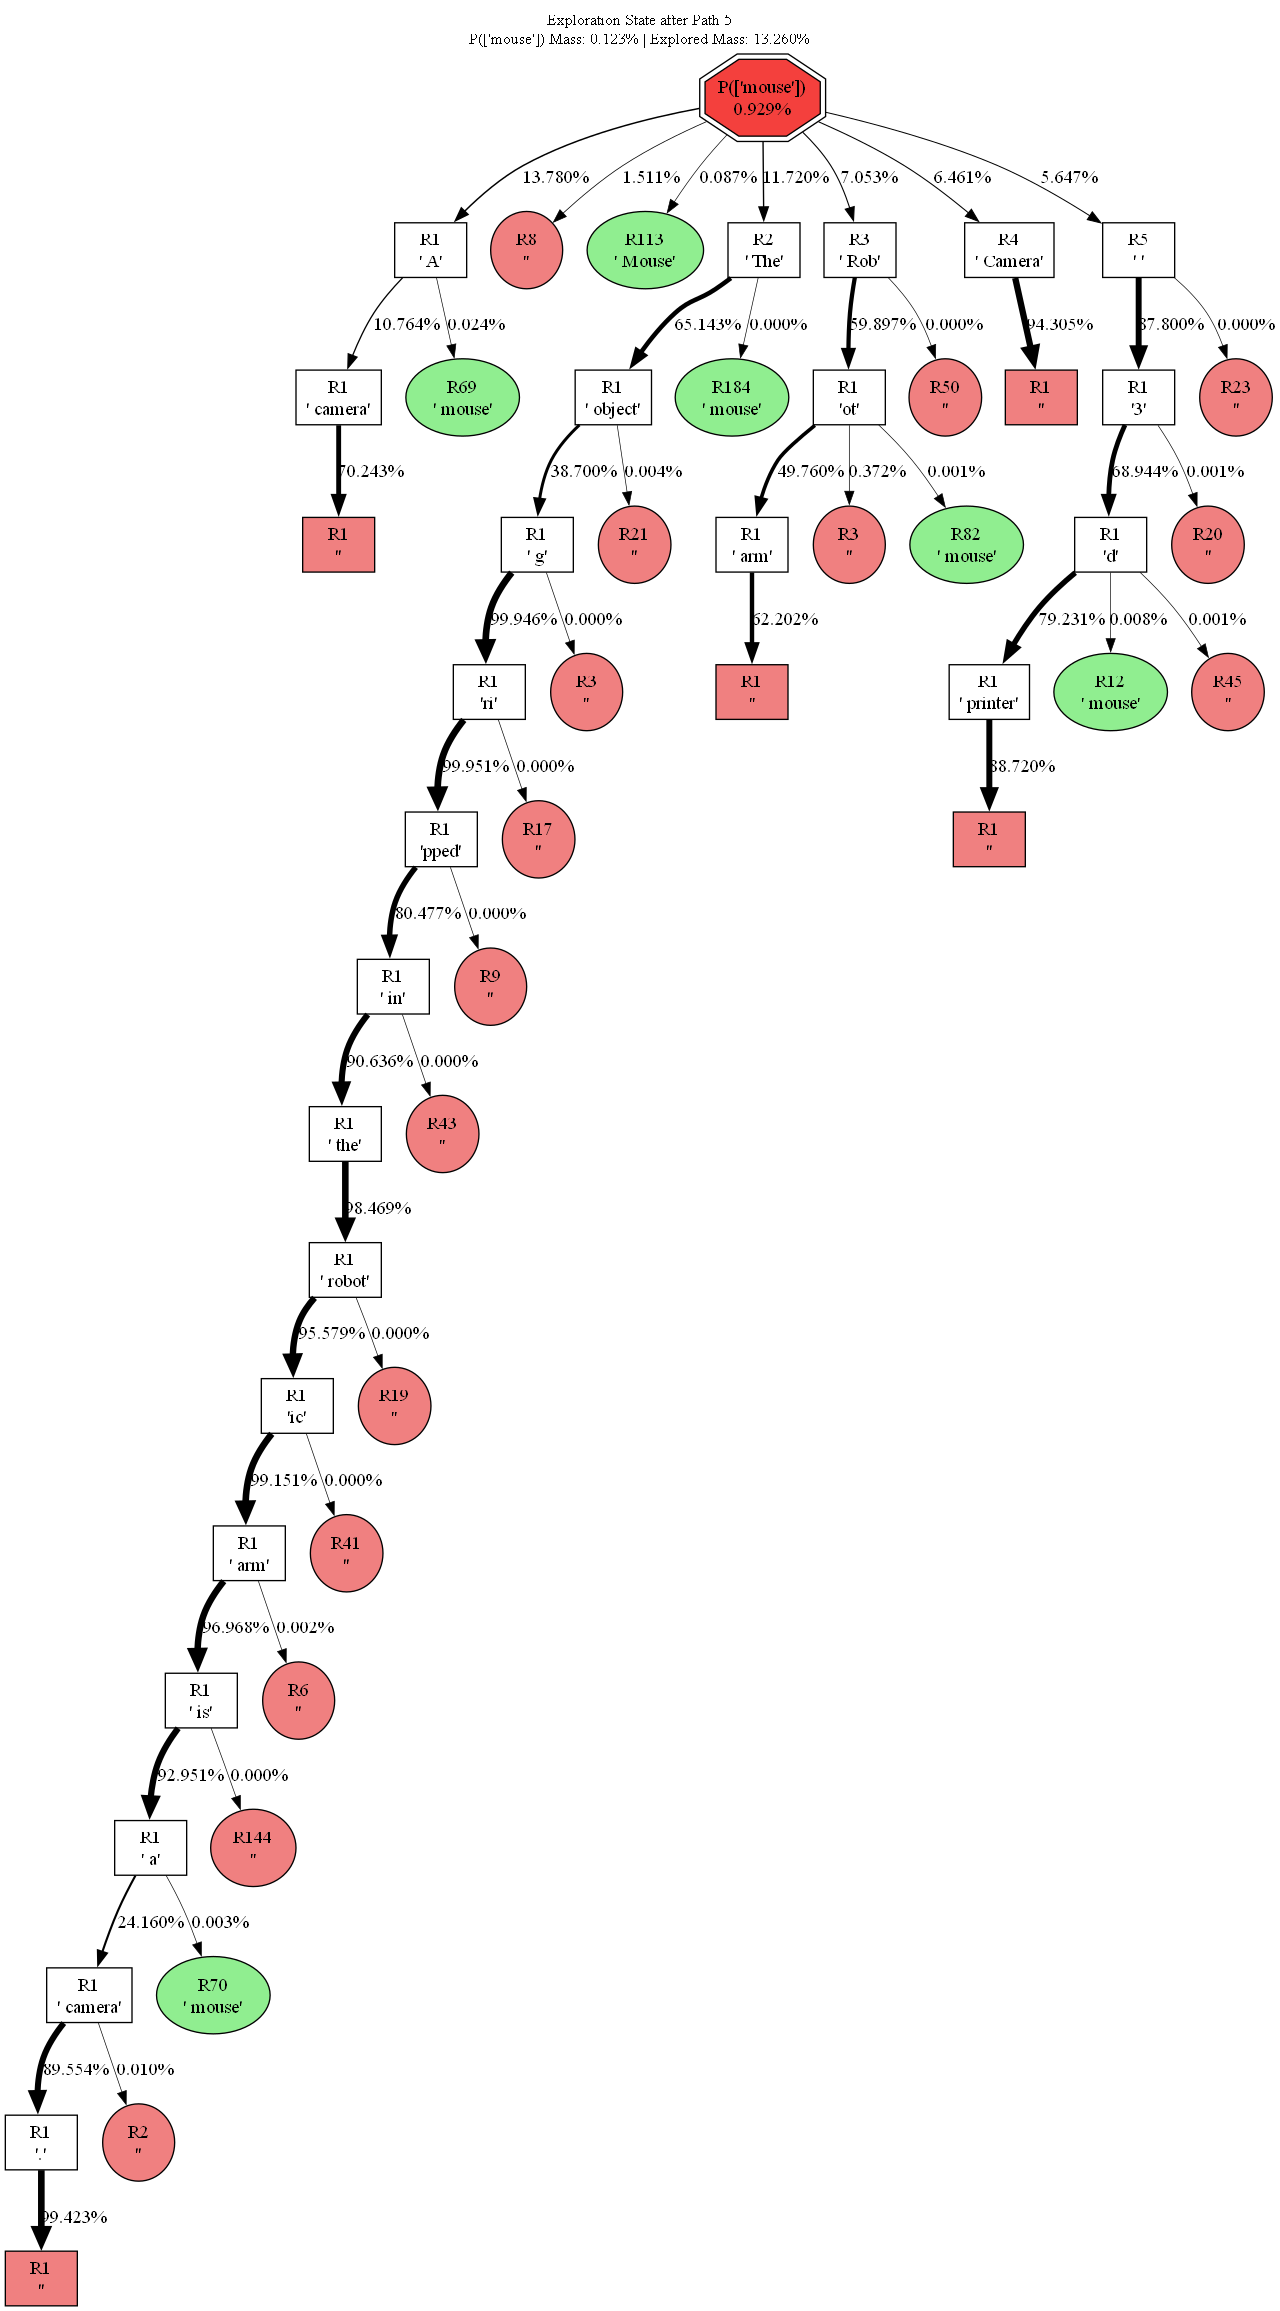 Exploration State after Path 5
P(['mouse']) Mass: 0.123% | Explored Mass: 13.260%
P(['mouse'])
0.929%
13.780%
1.511%
0.087%
11.720%
7.053%
6.461%
5.647%
R1
' A'
R8
''
R113
' Mouse'
R2
' The'
R3
' Rob'
R4
' Camera'
R5
' '
10.764%
0.024%
65.143%
0.000%
59.897%
0.000%
94.305%
87.800%
0.000%
R1
' camera'
R69
' mouse'
R1
' object'
R184
' mouse'
R1
'ot'
R50
''
R1
''
R1
'3'
R23
''
70.243%
38.700%
0.004%
49.760%
0.372%
0.001%
68.944%
0.001%
R1
''
R1
' g'
R21
''
R1
' arm'
R3
''
R82
' mouse'
R1
'd'
R20
''
99.946%
0.000%
62.202%
79.231%
0.008%
0.001%
R1
'ri'
R3
''
R1
''
R1
' printer'
R12
' mouse'
R45
''
99.951%
0.000%
88.720%
R1
'pped'
R17
''
R1
''
80.477%
0.000%
R1
' in'
R9
''
90.636%
0.000%
R1
' the'
R43
''
98.469%
R1
' robot'
95.579%
0.000%
R1
'ic'
R19
''
99.151%
0.000%
R1
' arm'
R41
''
96.968%
0.002%
R1
' is'
R6
''
92.951%
0.000%
R1
' a'
R144
''
24.160%
0.003%
R1
' camera'
R70
' mouse'
89.554%
0.010%
R1
'.'
R2
''
99.423%
R1
''